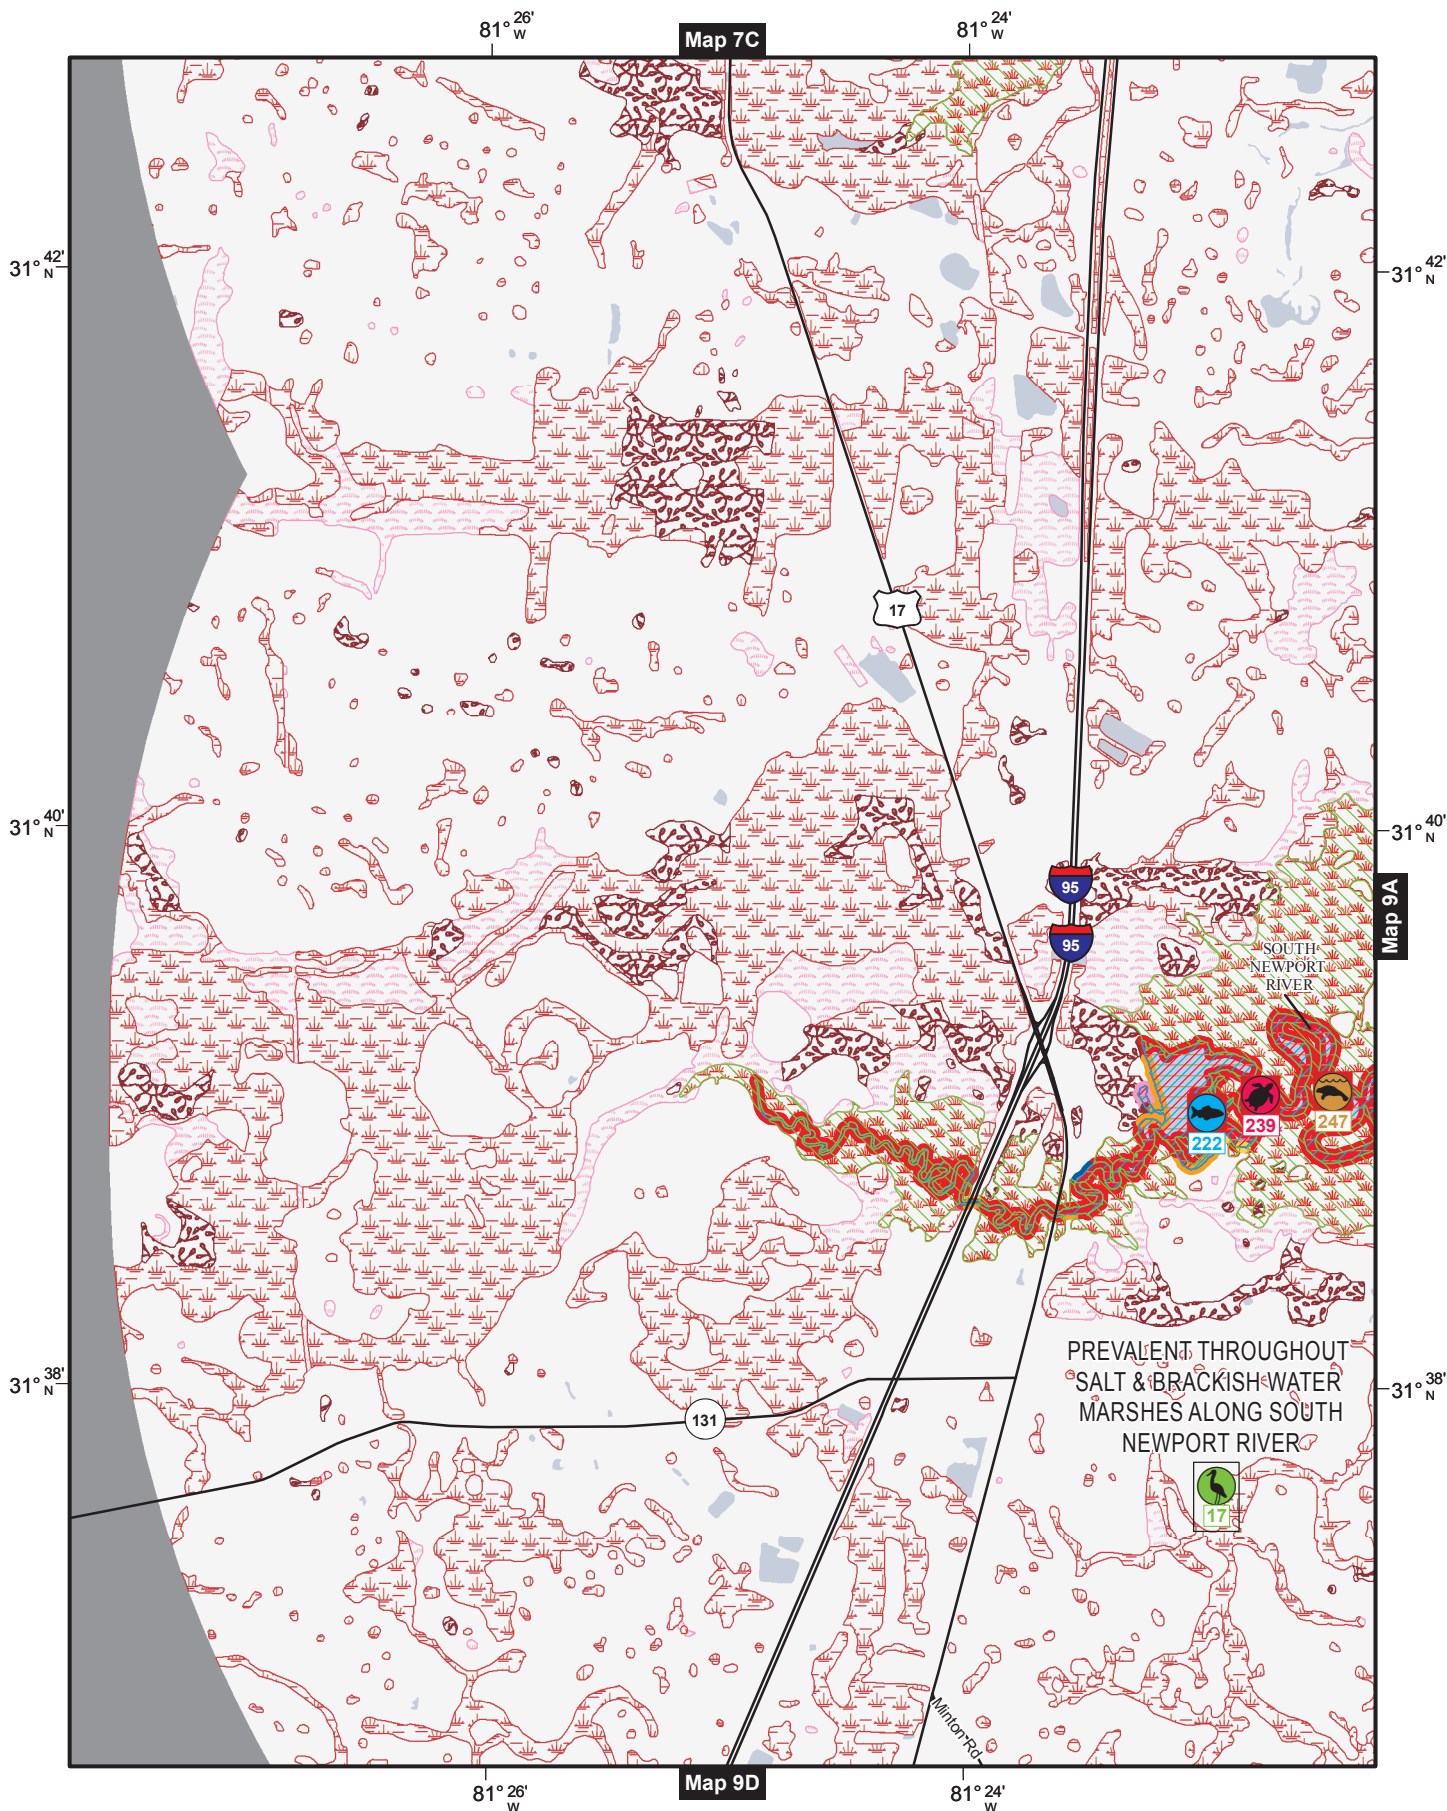 81° 26' W
Map 7C
81° 24' W
31° 42' N
31° 42' N
17
31° 40' N
31° 40' N
95
95
Map 9A
SOUTH
NEWPORT
RIVER
222
239
247
31° 38' N
31° 38' N
PREVALENT THROUGHOUT
SALT & BRACKISH WATER
MARSHES ALONG SOUTH
NEWPORT RIVER
131
17
Minton Rd
81° 26' W
Map 9D
81° 24' W